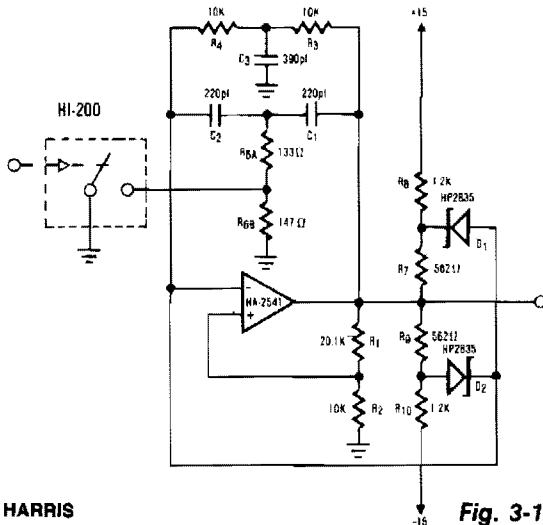 10K
10K
+15
R4
R3
C3
390pf
220pf
220pf
HI-200
C2
C1
R6A
133Ω
R8
1.2K
HP2835
R6B
147Ω
D1
R7
562Ω
-
HA-2541
+
R9
562Ω
20.1K
R1
HP2835
D2
10K
R2
R10
1.2K
HARRIS
-15
Fig. 3-1